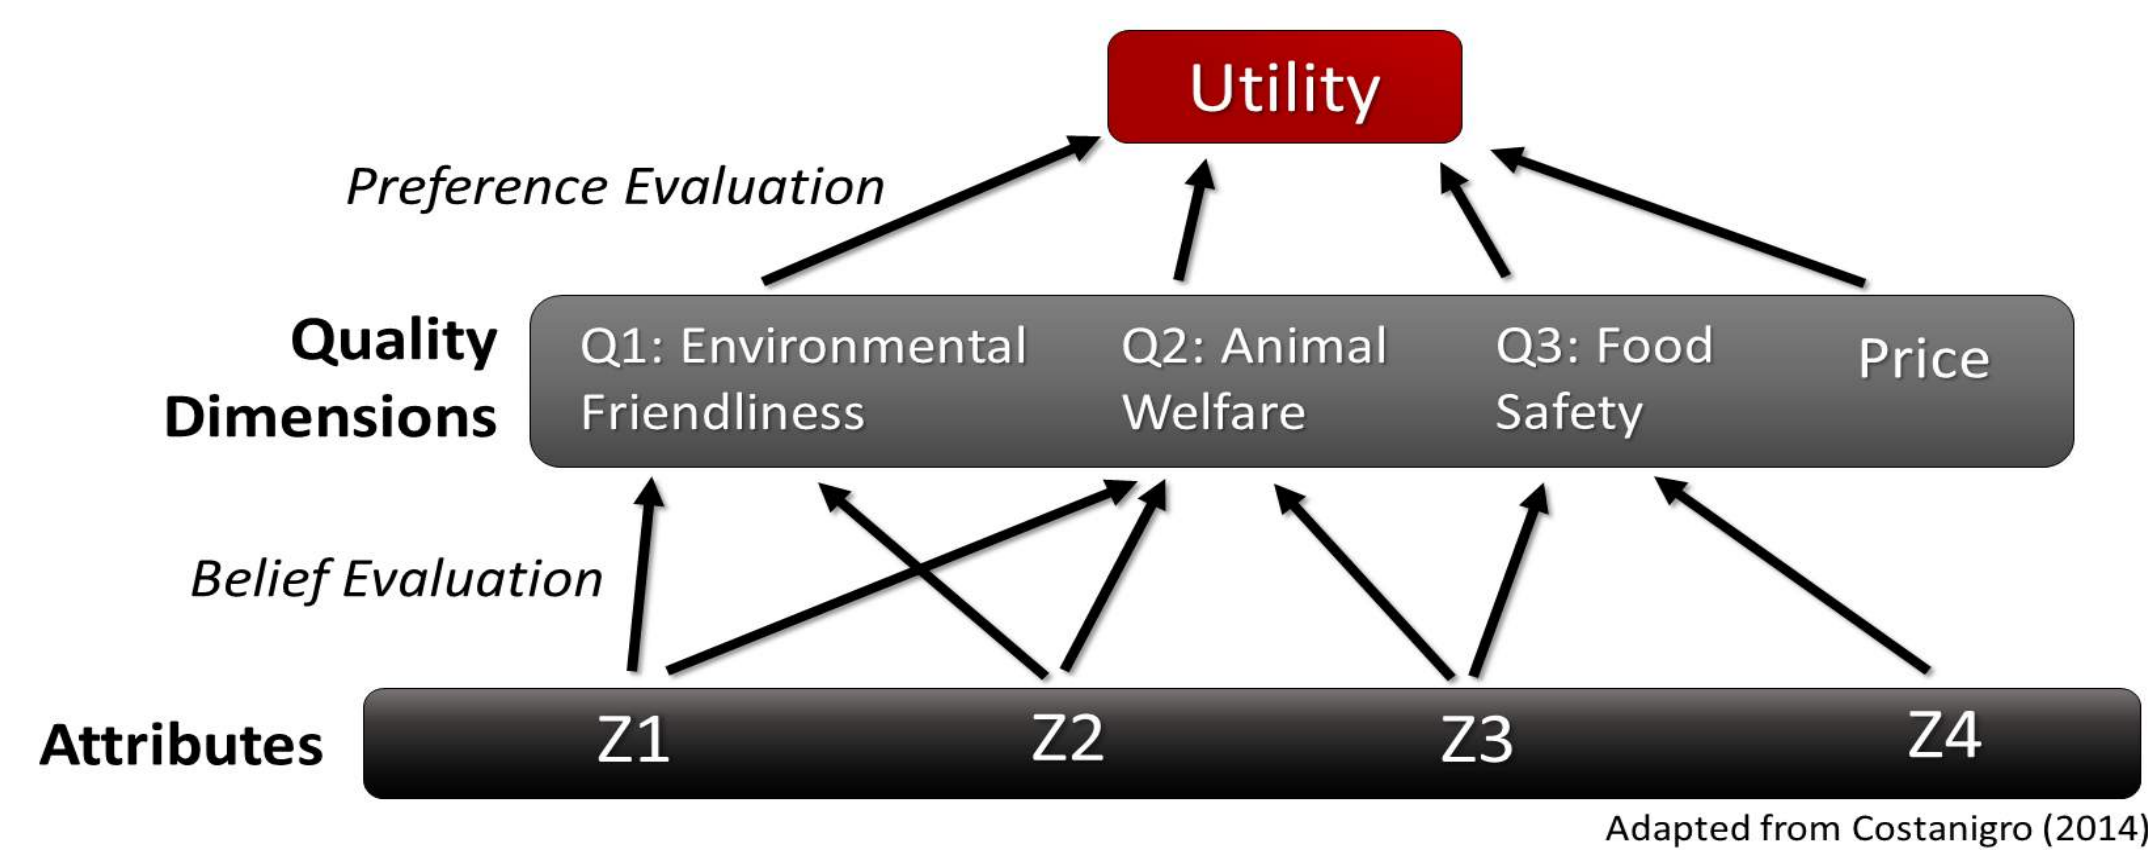 Utility
Preference Evaluation
Quality
Dimensions
Q1: Environmental
Friendliness
Q2: Animal
Welfare
Q3: Food
Safety
Price
Belief Evaluation
Attributes
Z1
Z2
Z3
Z4
Adapted from Costanigro (2014)